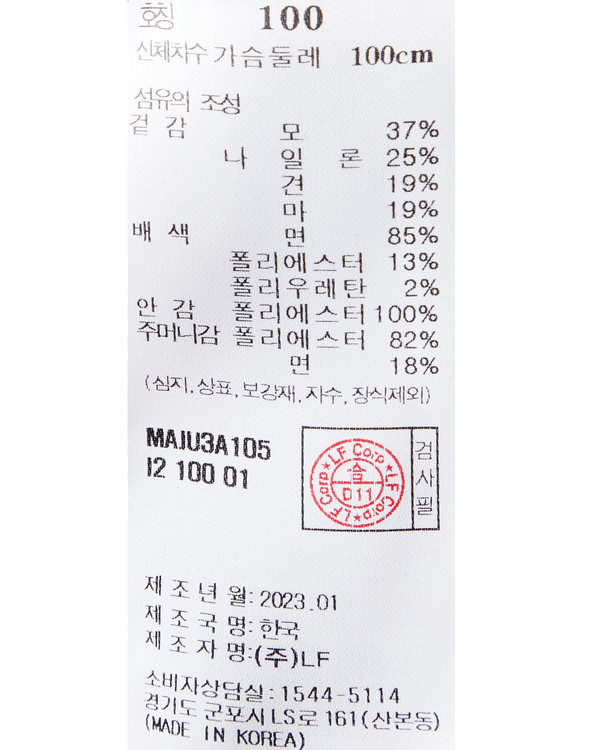 호칭 100
신체치수 가슴둘레 100cm
섬유의 조성
겉감 모 37%
나일론 25%
견 19%
마 19%
배색 면 85%
폴리에스터 13%
폴리우레탄 2%
안감 폴리에스터 100%
주머니감 폴리에스터 82%
면 18%
(심지,상표,보강재,자수,장식제외)
MAJU3A105
I2 100 01
LF Corp★LF Corp★LF Corp★
合
D11
검사필
제조년월:2023.01
제조국명:한국
제조자명:(주)LF
소비자상담실:1544-5114
경기도 군포시 LS로 161(산본동)
(MADE IN KOREA)